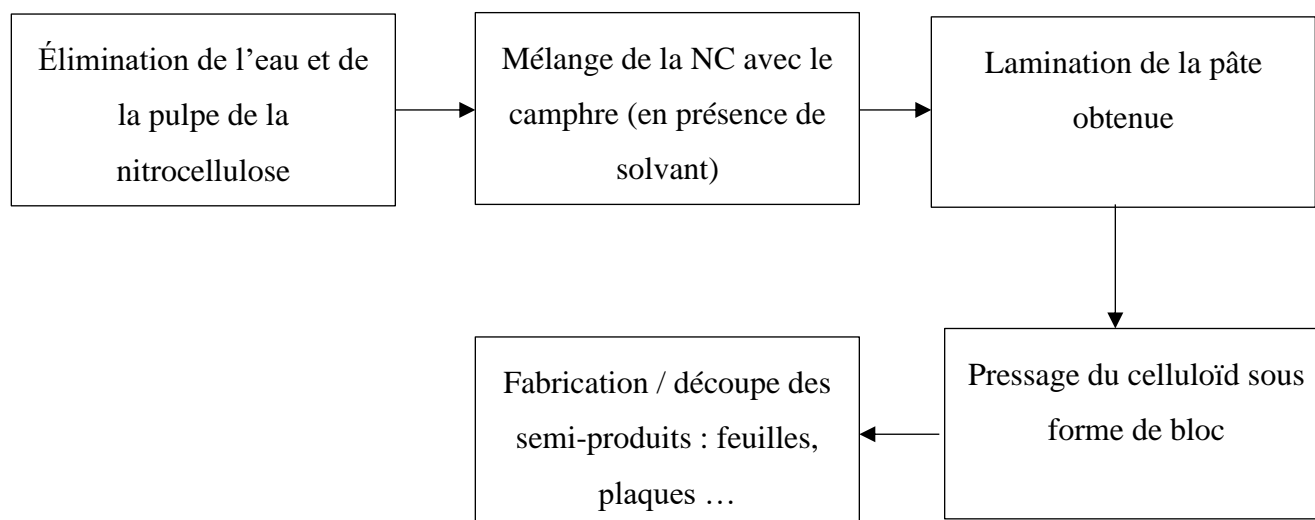 Élimination de l’eau et de
la pulpe de la
nitrocellulose
Mélange de la NC avec le
camphre (en présence de
solvant)
Lamination de la pâte
obtenue
Pressage du celluloïd sous
forme de bloc
Fabrication / découpe des
semi-produits : feuilles,
plaques …